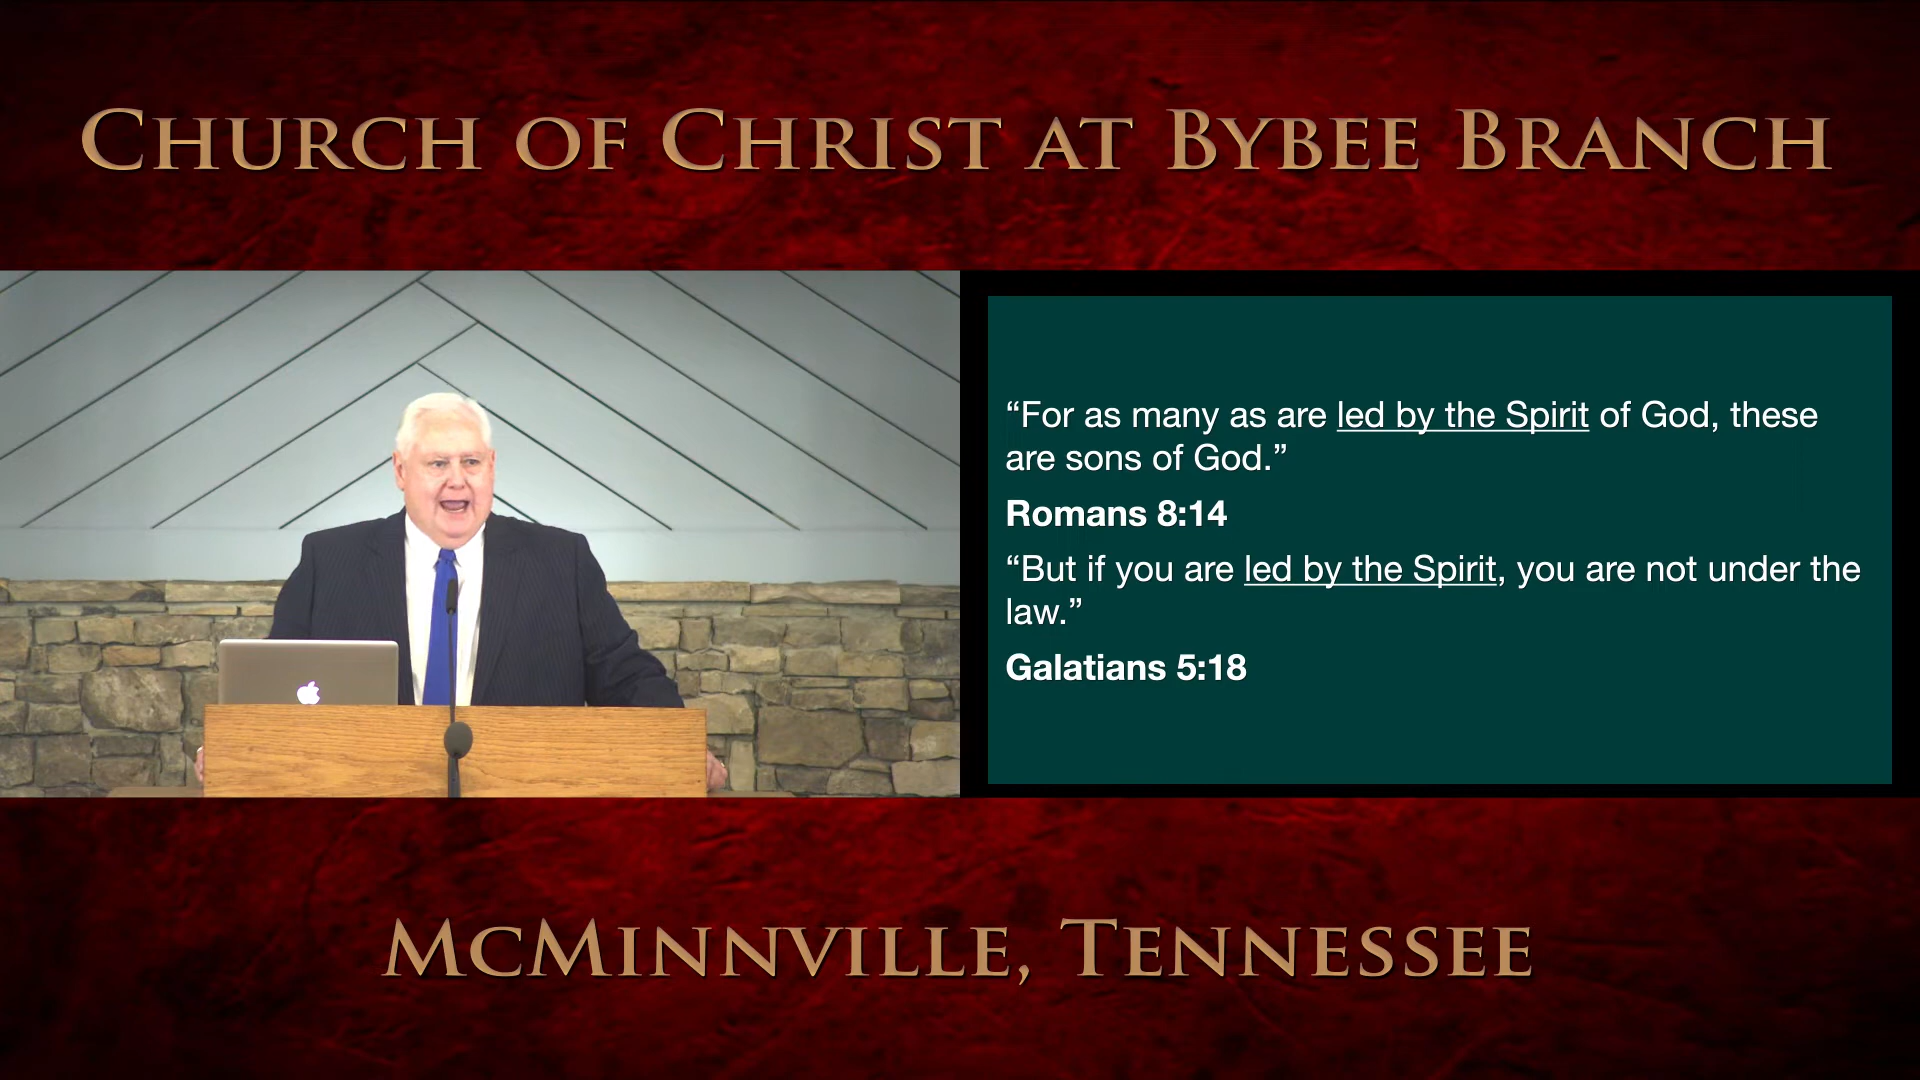 Church of Christ at Bybee Branch
“For as many as are led by the Spirit of God, these
are sons of God.”
Romans 8:14
“But if you are led by the Spirit, you are not under the
law.”
Galatians 5:18
McMinnville, Tennessee